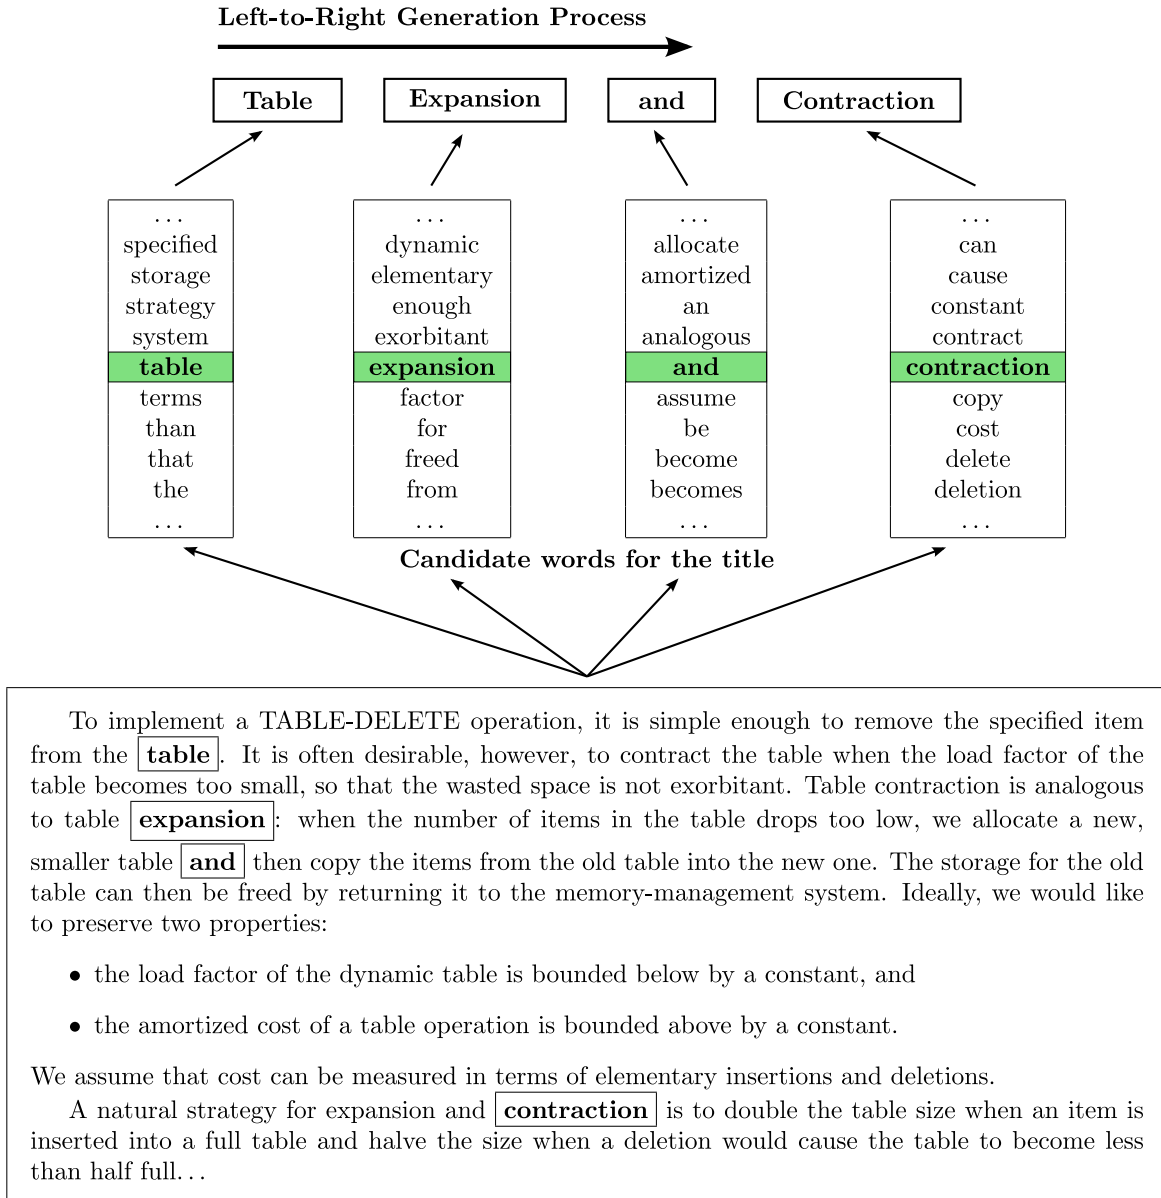 Left-to-Right Generation Process
Table
Expansion
and
Contraction
...
specified
storage
strategy
system
table
terms
than
that
the
...
...
dynamic
elementary
enough
exorbitant
expansion
factor
for
freed
from
...
...
allocate
amortized
an
analogous
and
assume
be
become
becomes
...
...
can
cause
constant
contract
contraction
copy
cost
delete
deletion
...
Candidate words for the title
To implement a TABLE-DELETE operation, it is simple enough to remove the specified item
from the table. It is often desirable, however, to contract the table when the load factor of the
table becomes too small, so that the wasted space is not exorbitant. Table contraction is analogous
to table expansion: when the number of items in the table drops too low, we allocate a new,
smaller table and then copy the items from the old table into the new one. The storage for the old
table can then be freed by returning it to the memory-management system. Ideally, we would like
to preserve two properties:
• the load factor of the dynamic table is bounded below by a constant, and
• the amortized cost of a table operation is bounded above by a constant.
We assume that cost can be measured in terms of elementary insertions and deletions.
A natural strategy for expansion and contraction is to double the table size when an item is
inserted into a full table and halve the size when a deletion would cause the table to become less
than half full...